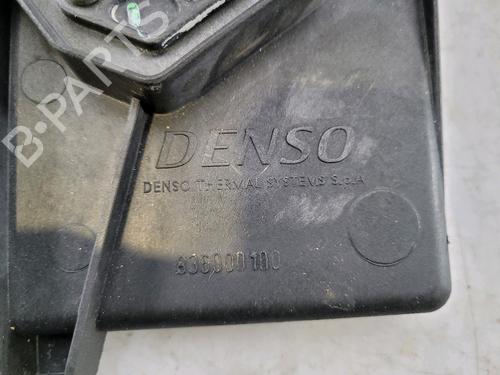 B-PARTS
DENSO
DENSO THERMAL SYSTEMS S.p.A
836000100